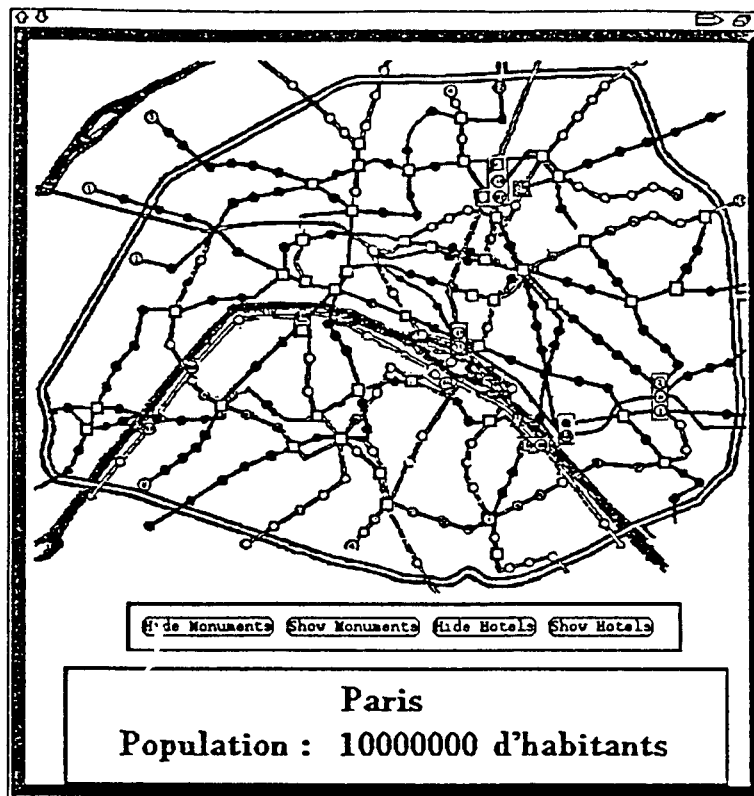 Hide Monuments Show Monuments Hide Hotels Show Hotels
Paris
Population : 10000000 d'habitants